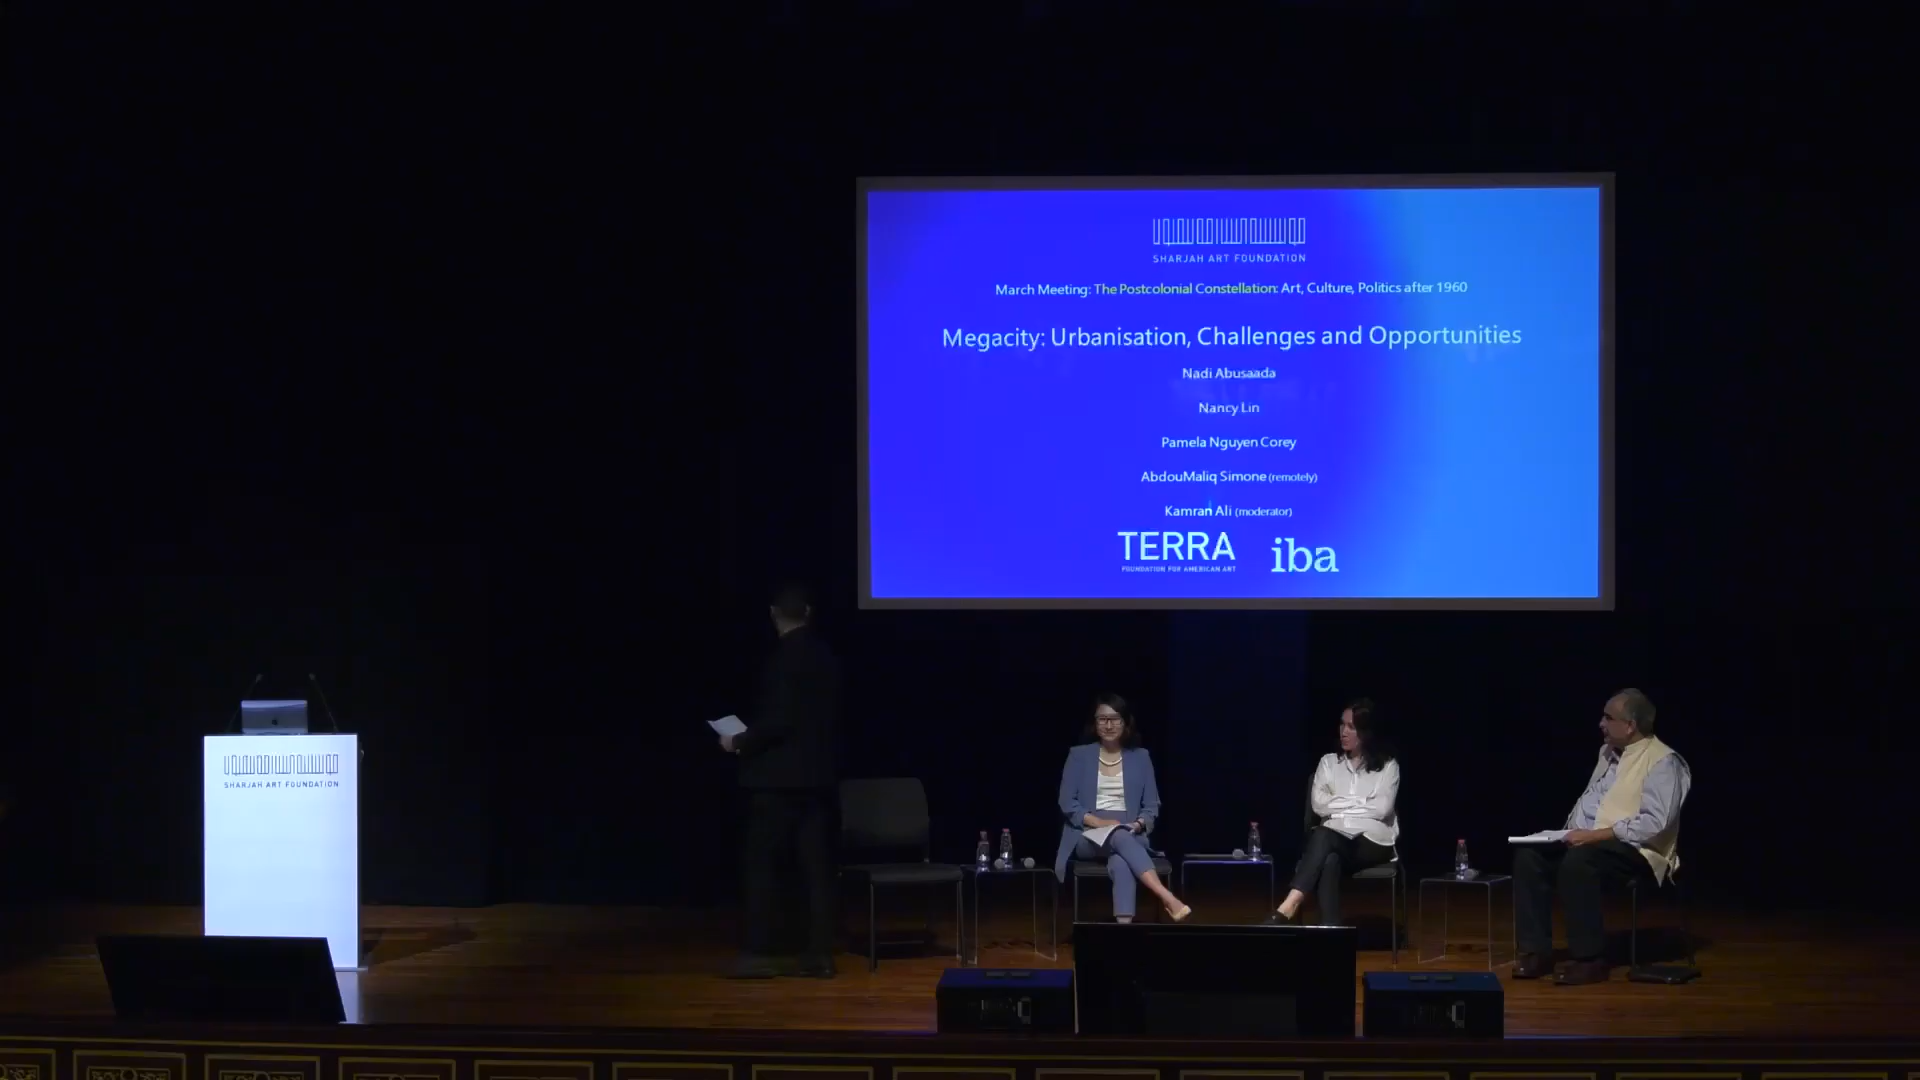 SHARJAH ART FOUNDATION
March Meeting: The Postcolonial Constellation: Art, Culture, Politics after 1960
Megacity: Urbanisation, Challenges and Opportunities
Nadi Abusaada
Nancy Lin
Pamela Nguyen Corey
AbdouMaliq Simone (remotely)
Kamran Ali (moderator)
TERRA
FOUNDATION FOR AMERICAN ART
iba
SHARJAH ART FOUNDATION